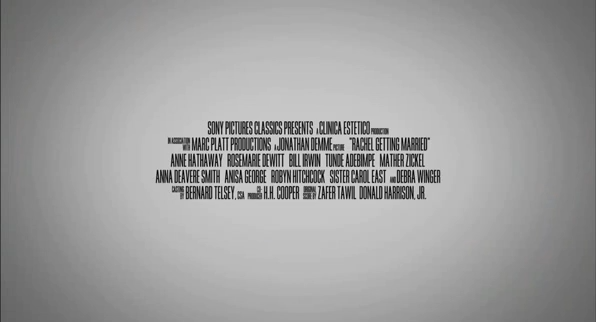 SONY PICTURES CLASSICS PRESENTS A CLINICA ESTETICO PRODUCTION
IN ASSOCIATION WITH MARC PLATT PRODUCTIONS A JONATHAN DEMME PICTURE "RACHEL GETTING MARRIED"
ANNE HATHAWAY ROSEMARIE DEWITT BILL IRWIN TUNDE ADEBIMPE MATHER ZICKEL
ANNA DEAVERE SMITH ANISA GEORGE ROBYN HITCHCOCK SISTER CAROL EAST AND DEBRA WINGER
CASTING BY BERNARD TELSEY, CSA CO-PRODUCER H.H. COOPER ORIGINAL SCORE BY ZAFER TAWIL DONALD HARRISON, JR.